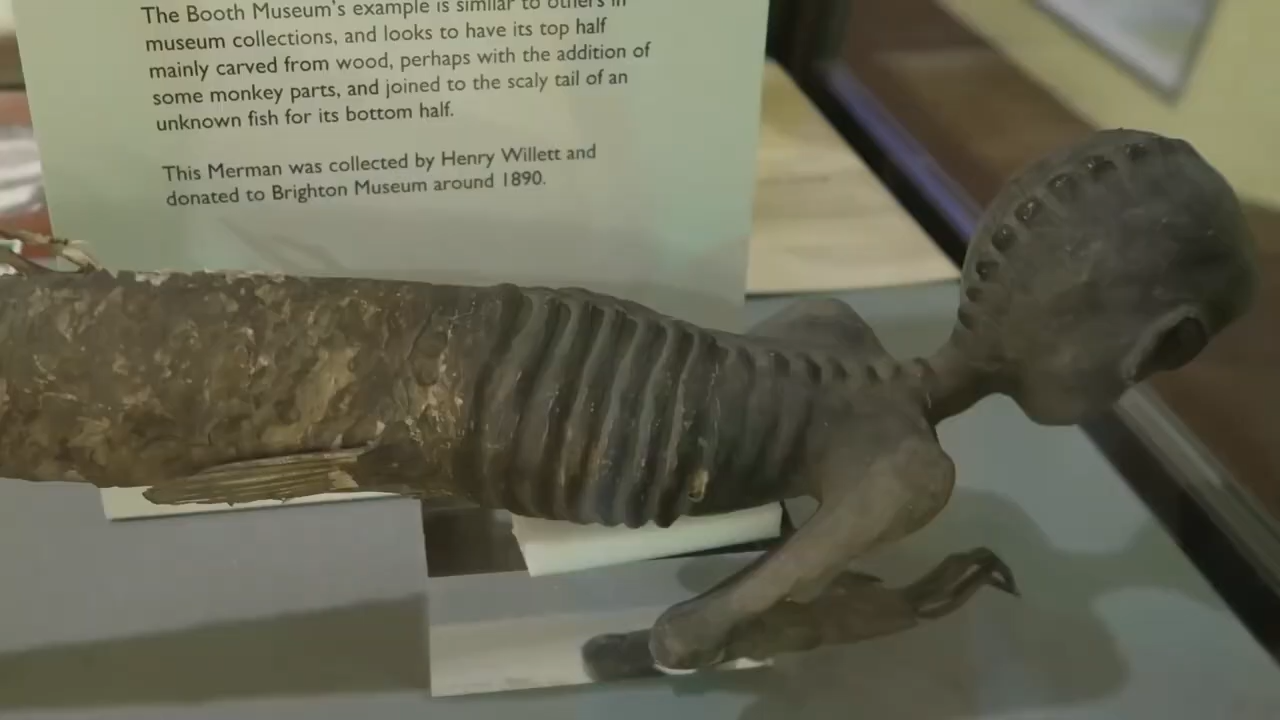 The Booth Museum's example is similar to others in
museum collections, and looks to have its top half
mainly carved from wood, perhaps with the addition of
some monkey parts, and joined to the scaly tail of an
unknown fish for its bottom half.
This Merman was collected by Henry Willett and
donated to Brighton Museum around 1890.